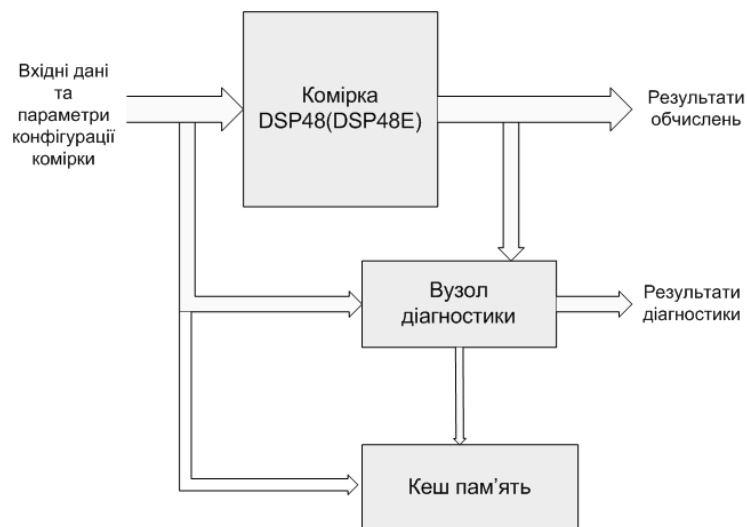 Вхідні дані
та
параметри
конфігурації
комірки
Комірка
DSP48(DSP48E)
Результати
обчислень
Вузол
діагностики
Результати
діагностики
Кеш пам’ять